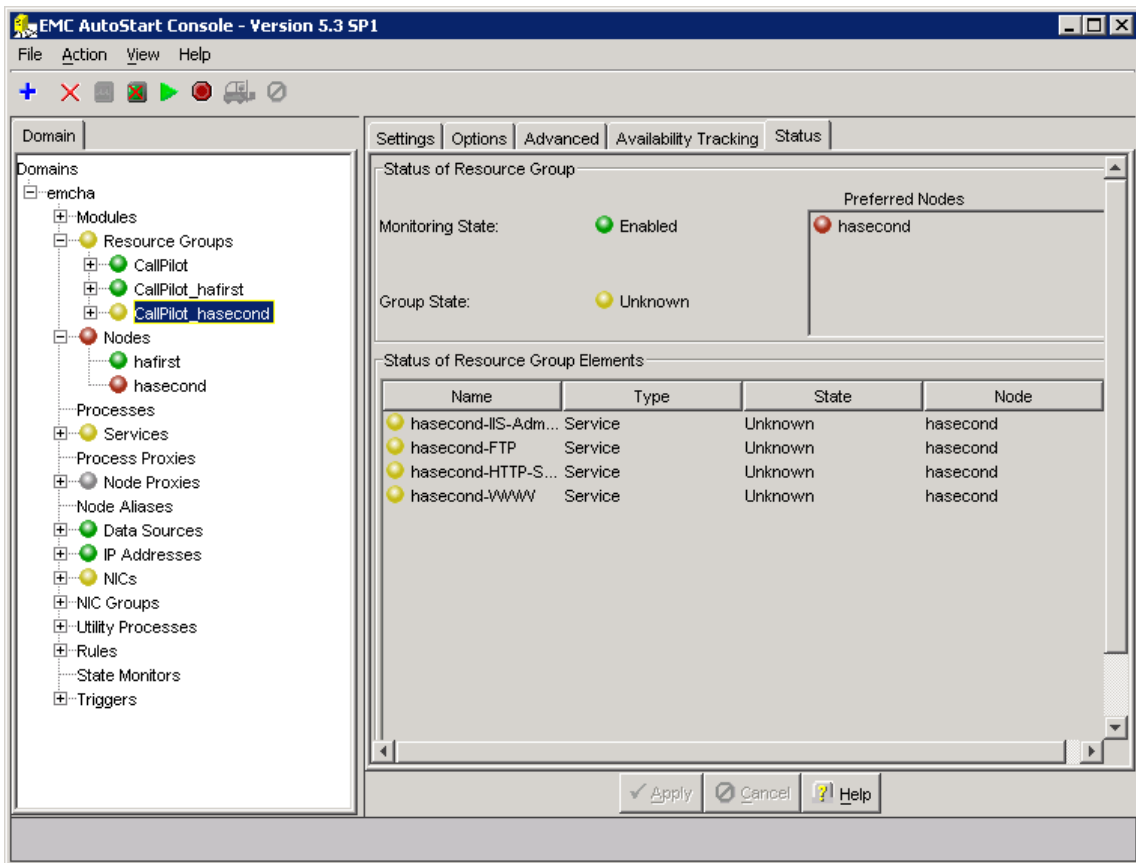 EMC AutoStart Console - Version 5.3 SP1
File Action View Help
Domain
Domains
emcha
Modules
Resource Groups
CallPilot
CallPilot_hafirst
CallPilot_hasecond
Nodes
hafirst
hasecond
Processes
Services
Process Proxies
Node Proxies
Node Aliases
Data Sources
IP Addresses
NICs
NIC Groups
Utility Processes
Rules
State Monitors
Triggers
Settings Options Advanced Availability Tracking Status
Status of Resource Group
Preferred Nodes
Monitoring State: Enabled hasecond
Group State: Unknown
Status of Resource Group Elements
Name Type State Node
hasecond-IIS-Adm... Service Unknown hasecond
hasecond-FTP Service Unknown hasecond
hasecond-HTTP-S... Service Unknown hasecond
hasecond-WWW Service Unknown hasecond
Apply Cancel Help